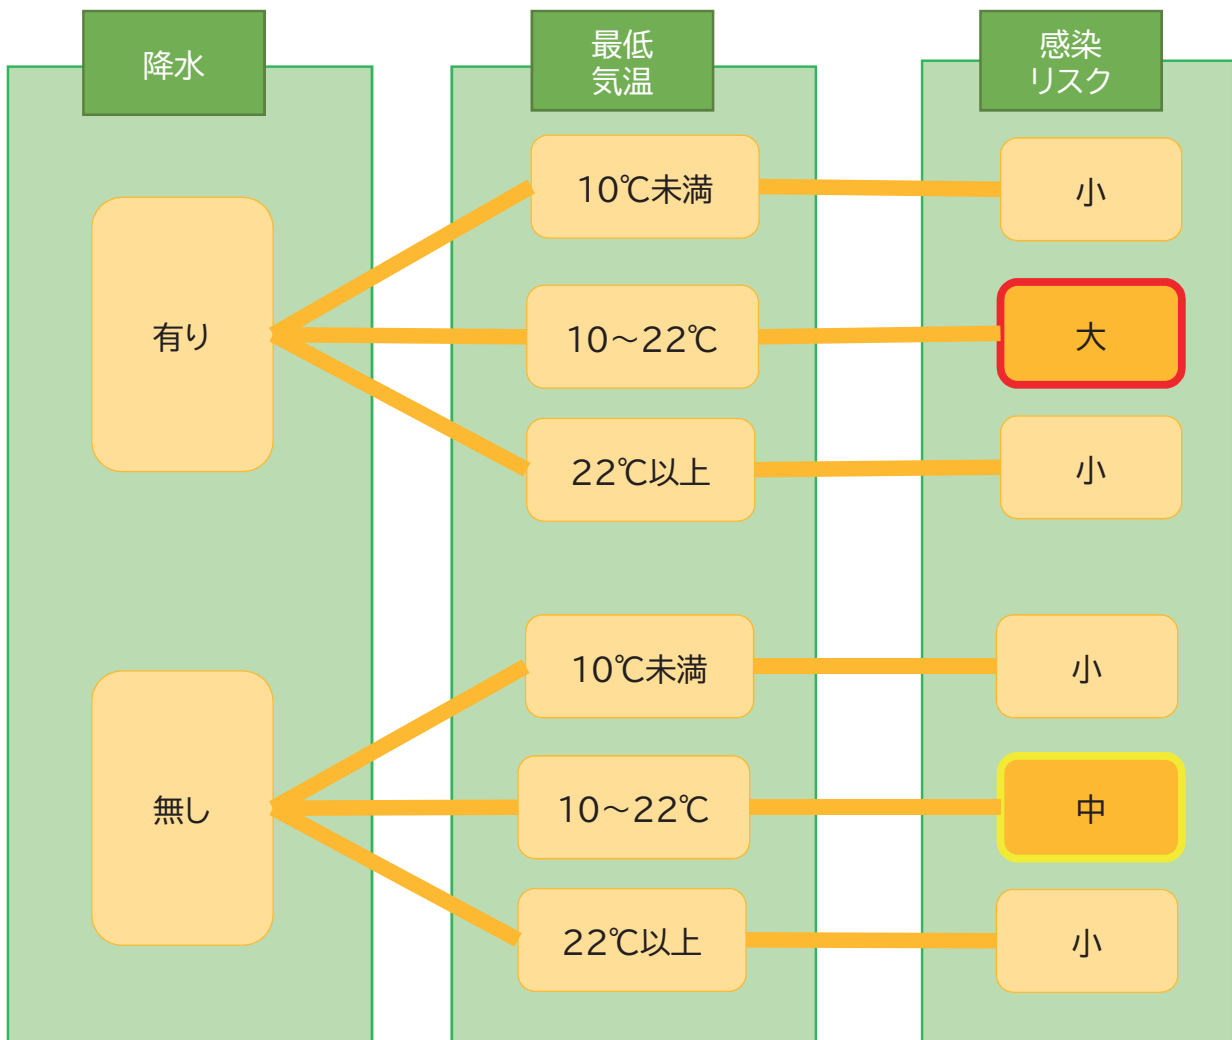 降水
最低
気温
感染
リスク
有り
10℃未満
小
10～22℃
大
22℃以上
小
無し
10℃未満
小
10～22℃
中
22℃以上
小